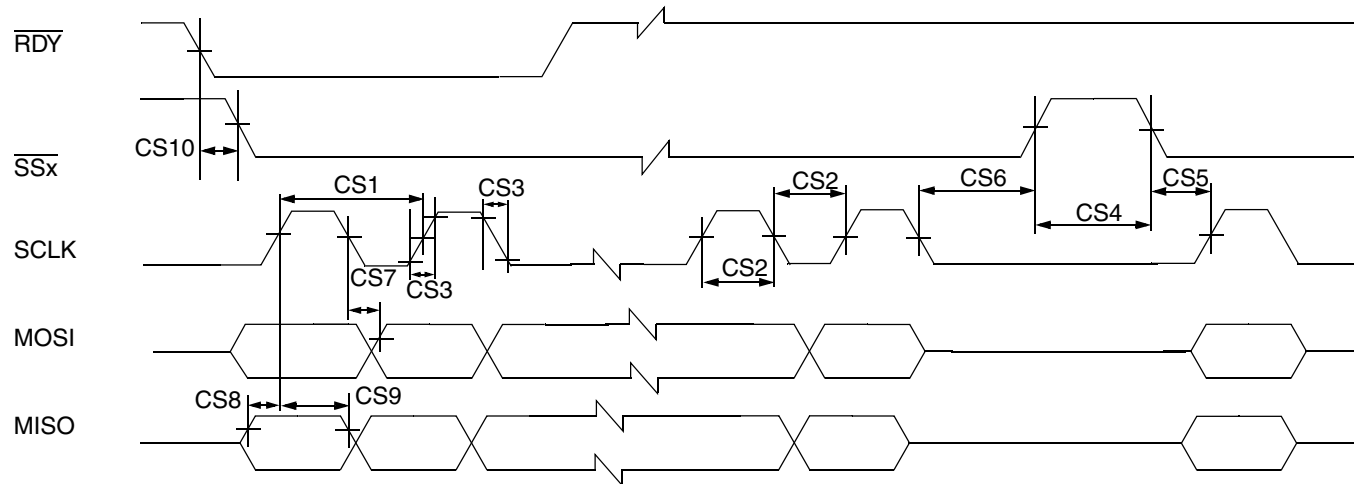 RDY
CS10
SSx
CS1
CS3
CS2
CS6
CS5
CS4
SCLK
CS7
CS3
CS2
MOSI
CS8
CS9
MISO